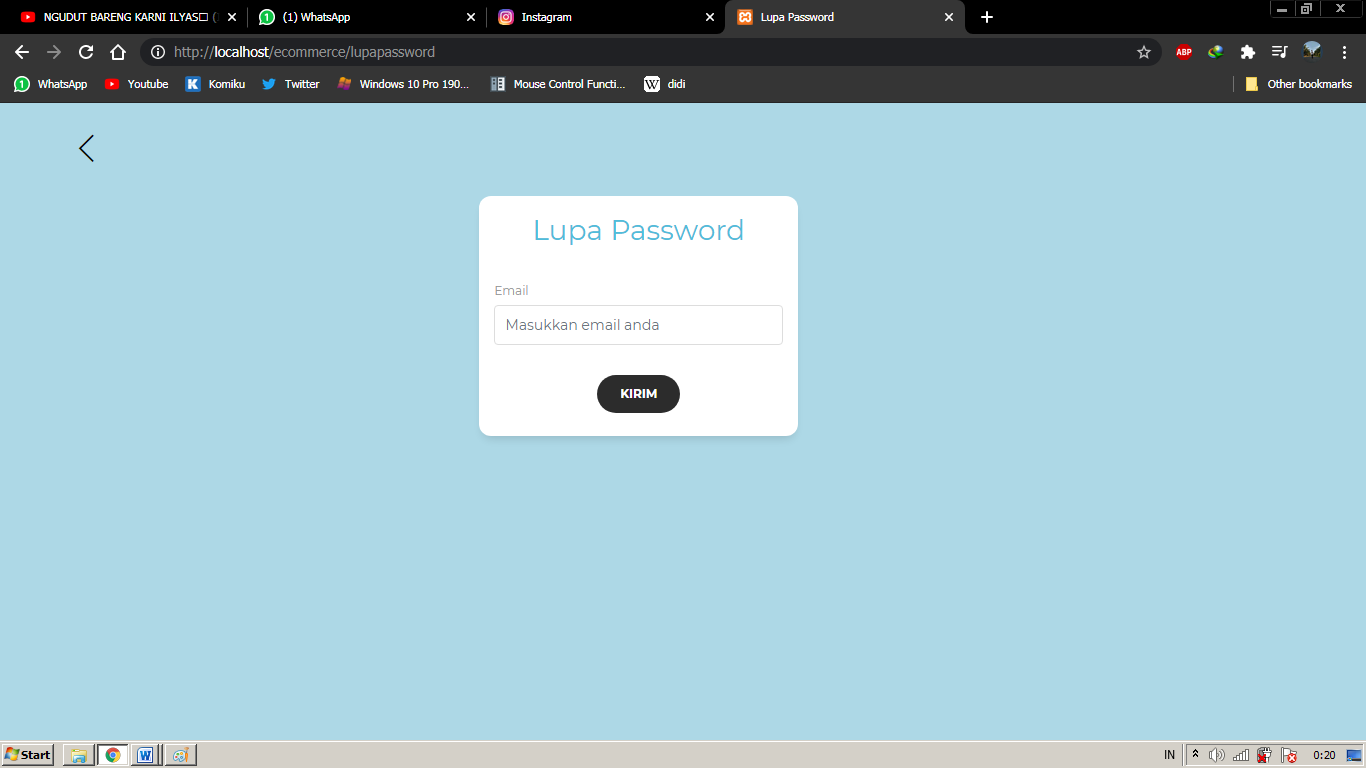 NGUDUT BARENG KARNI ILYAS
(1) WhatsApp
Instagram
Lupa Password
http://localhost/ecommerce/lupapassword
ABP
WhatsApp
Youtube
Komiku
Twitter
Windows 10 Pro 190...
Mouse Control Functi...
didi
Other bookmarks
Lupa Password
Email
Masukkan email anda
KIRIM
Start
IN
0:20